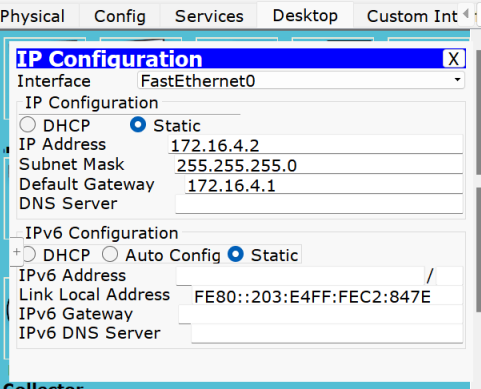 Physical Config Services Desktop Custom Int
IP Configuration X
Interface FastEthernet0
IP Configuration
DHCP Static
IP Address 172.16.4.2
Subnet Mask 255.255.255.0
Default Gateway 172.16.4.1
DNS Server
IPv6 Configuration
DHCP Auto Config Static
IPv6 Address /
Link Local Address FE80::203:E4FF:FEC2:847E
IPv6 Gateway
IPv6 DNS Server
Collector